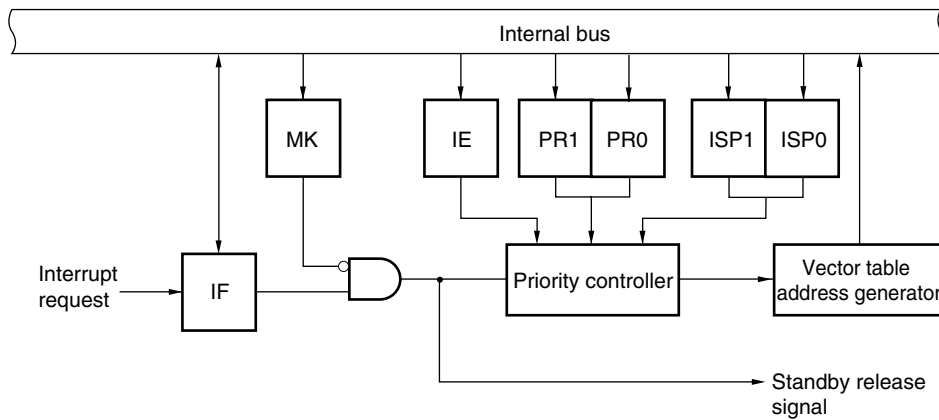 Internal bus
MK
IE
PR1
PR0
ISP1
ISP0
Interrupt
request
IF
Priority controller
Vector table
address generator
Standby release
signal